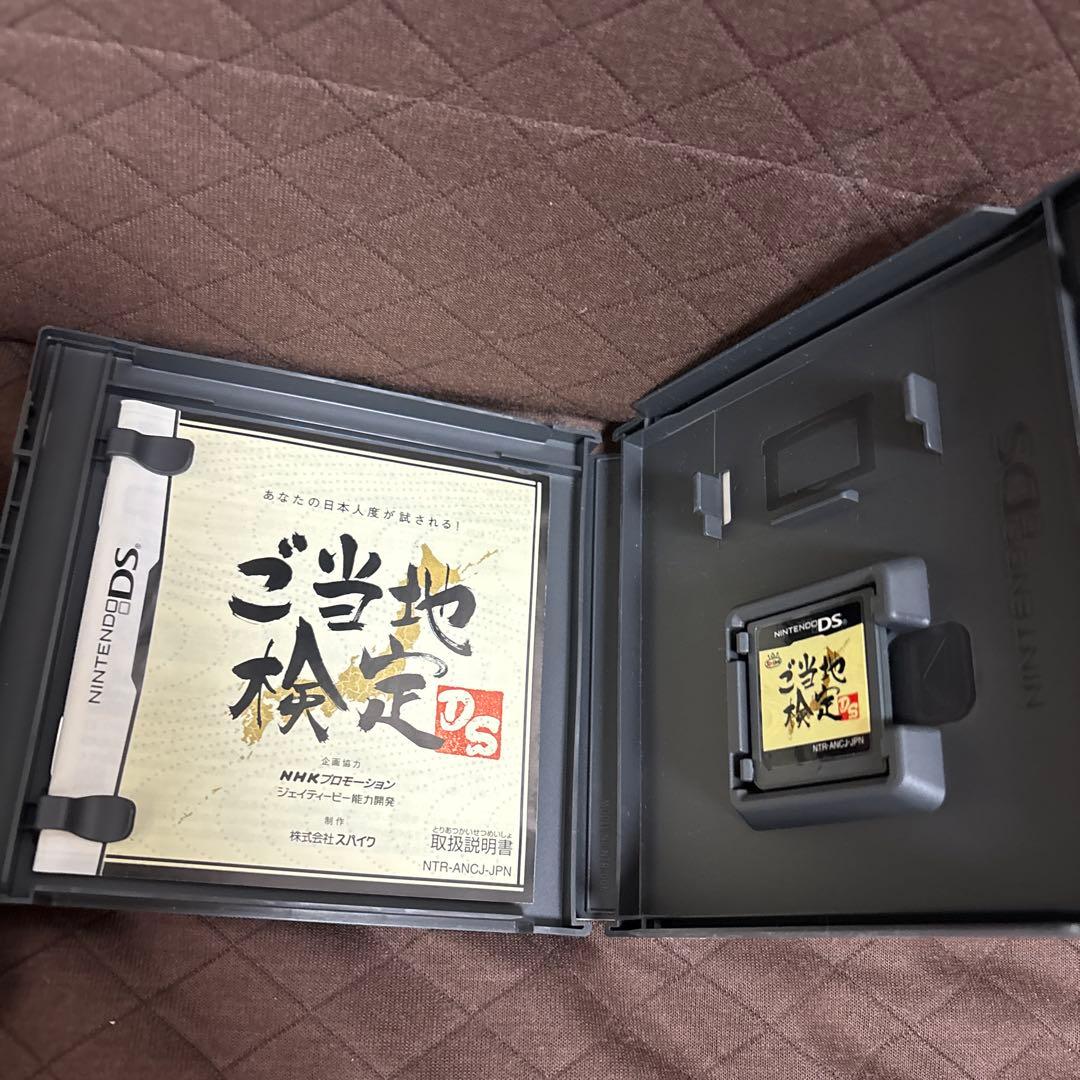 NINTENDO DS
あなたの日本人度が試される！
ご当地
検定 DS
企画協力
NHKプロモーション
ジェイティービー能力開発
制作
株式会社スパイク
とりあつかいせつめいしょ
取扱説明書
NTR-ANCJ-JPN
NINTENDO DS
NINTENDO DS
ご当地
検定 DS
NTR-ANCJ-JPN